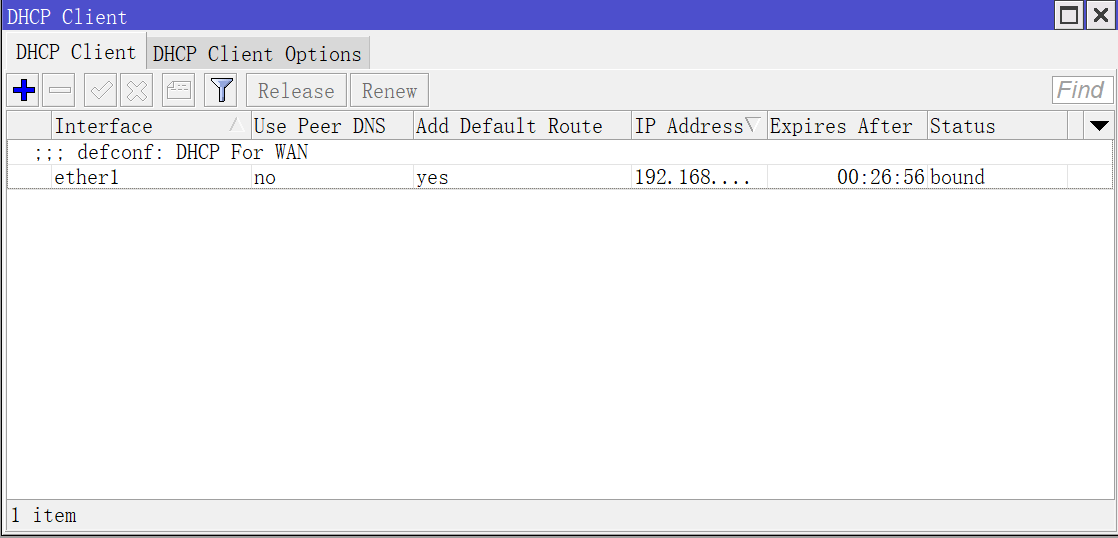 DHCP Client
DHCP Client DHCP Client Options
Release Renew Find
Interface Use Peer DNS Add Default Route IP Address Expires After Status
;;; defconf: DHCP For WAN
ether1 no yes 192.168.... 00:26:56 bound
1 item